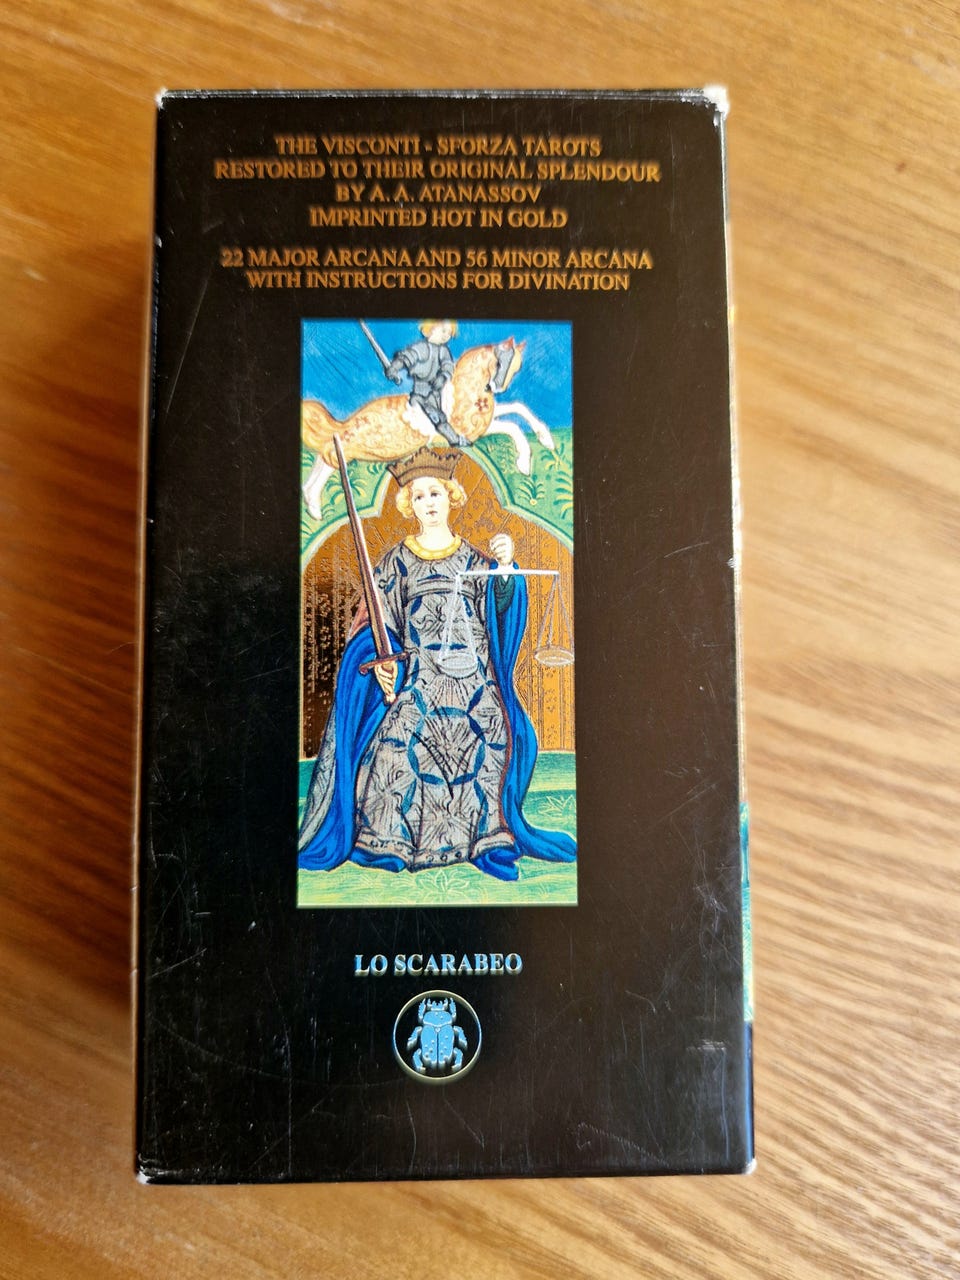 THE VISCONTI - SFORZA TAROTS
RESTORED TO THEIR ORIGINAL SPLENDOUR
BY A. A. ATANASSOV
IMPRINTED HOT IN GOLD
22 MAJOR ARCANA AND 56 MINOR ARCANA
WITH INSTRUCTIONS FOR DIVINATION
LO SCARABEO